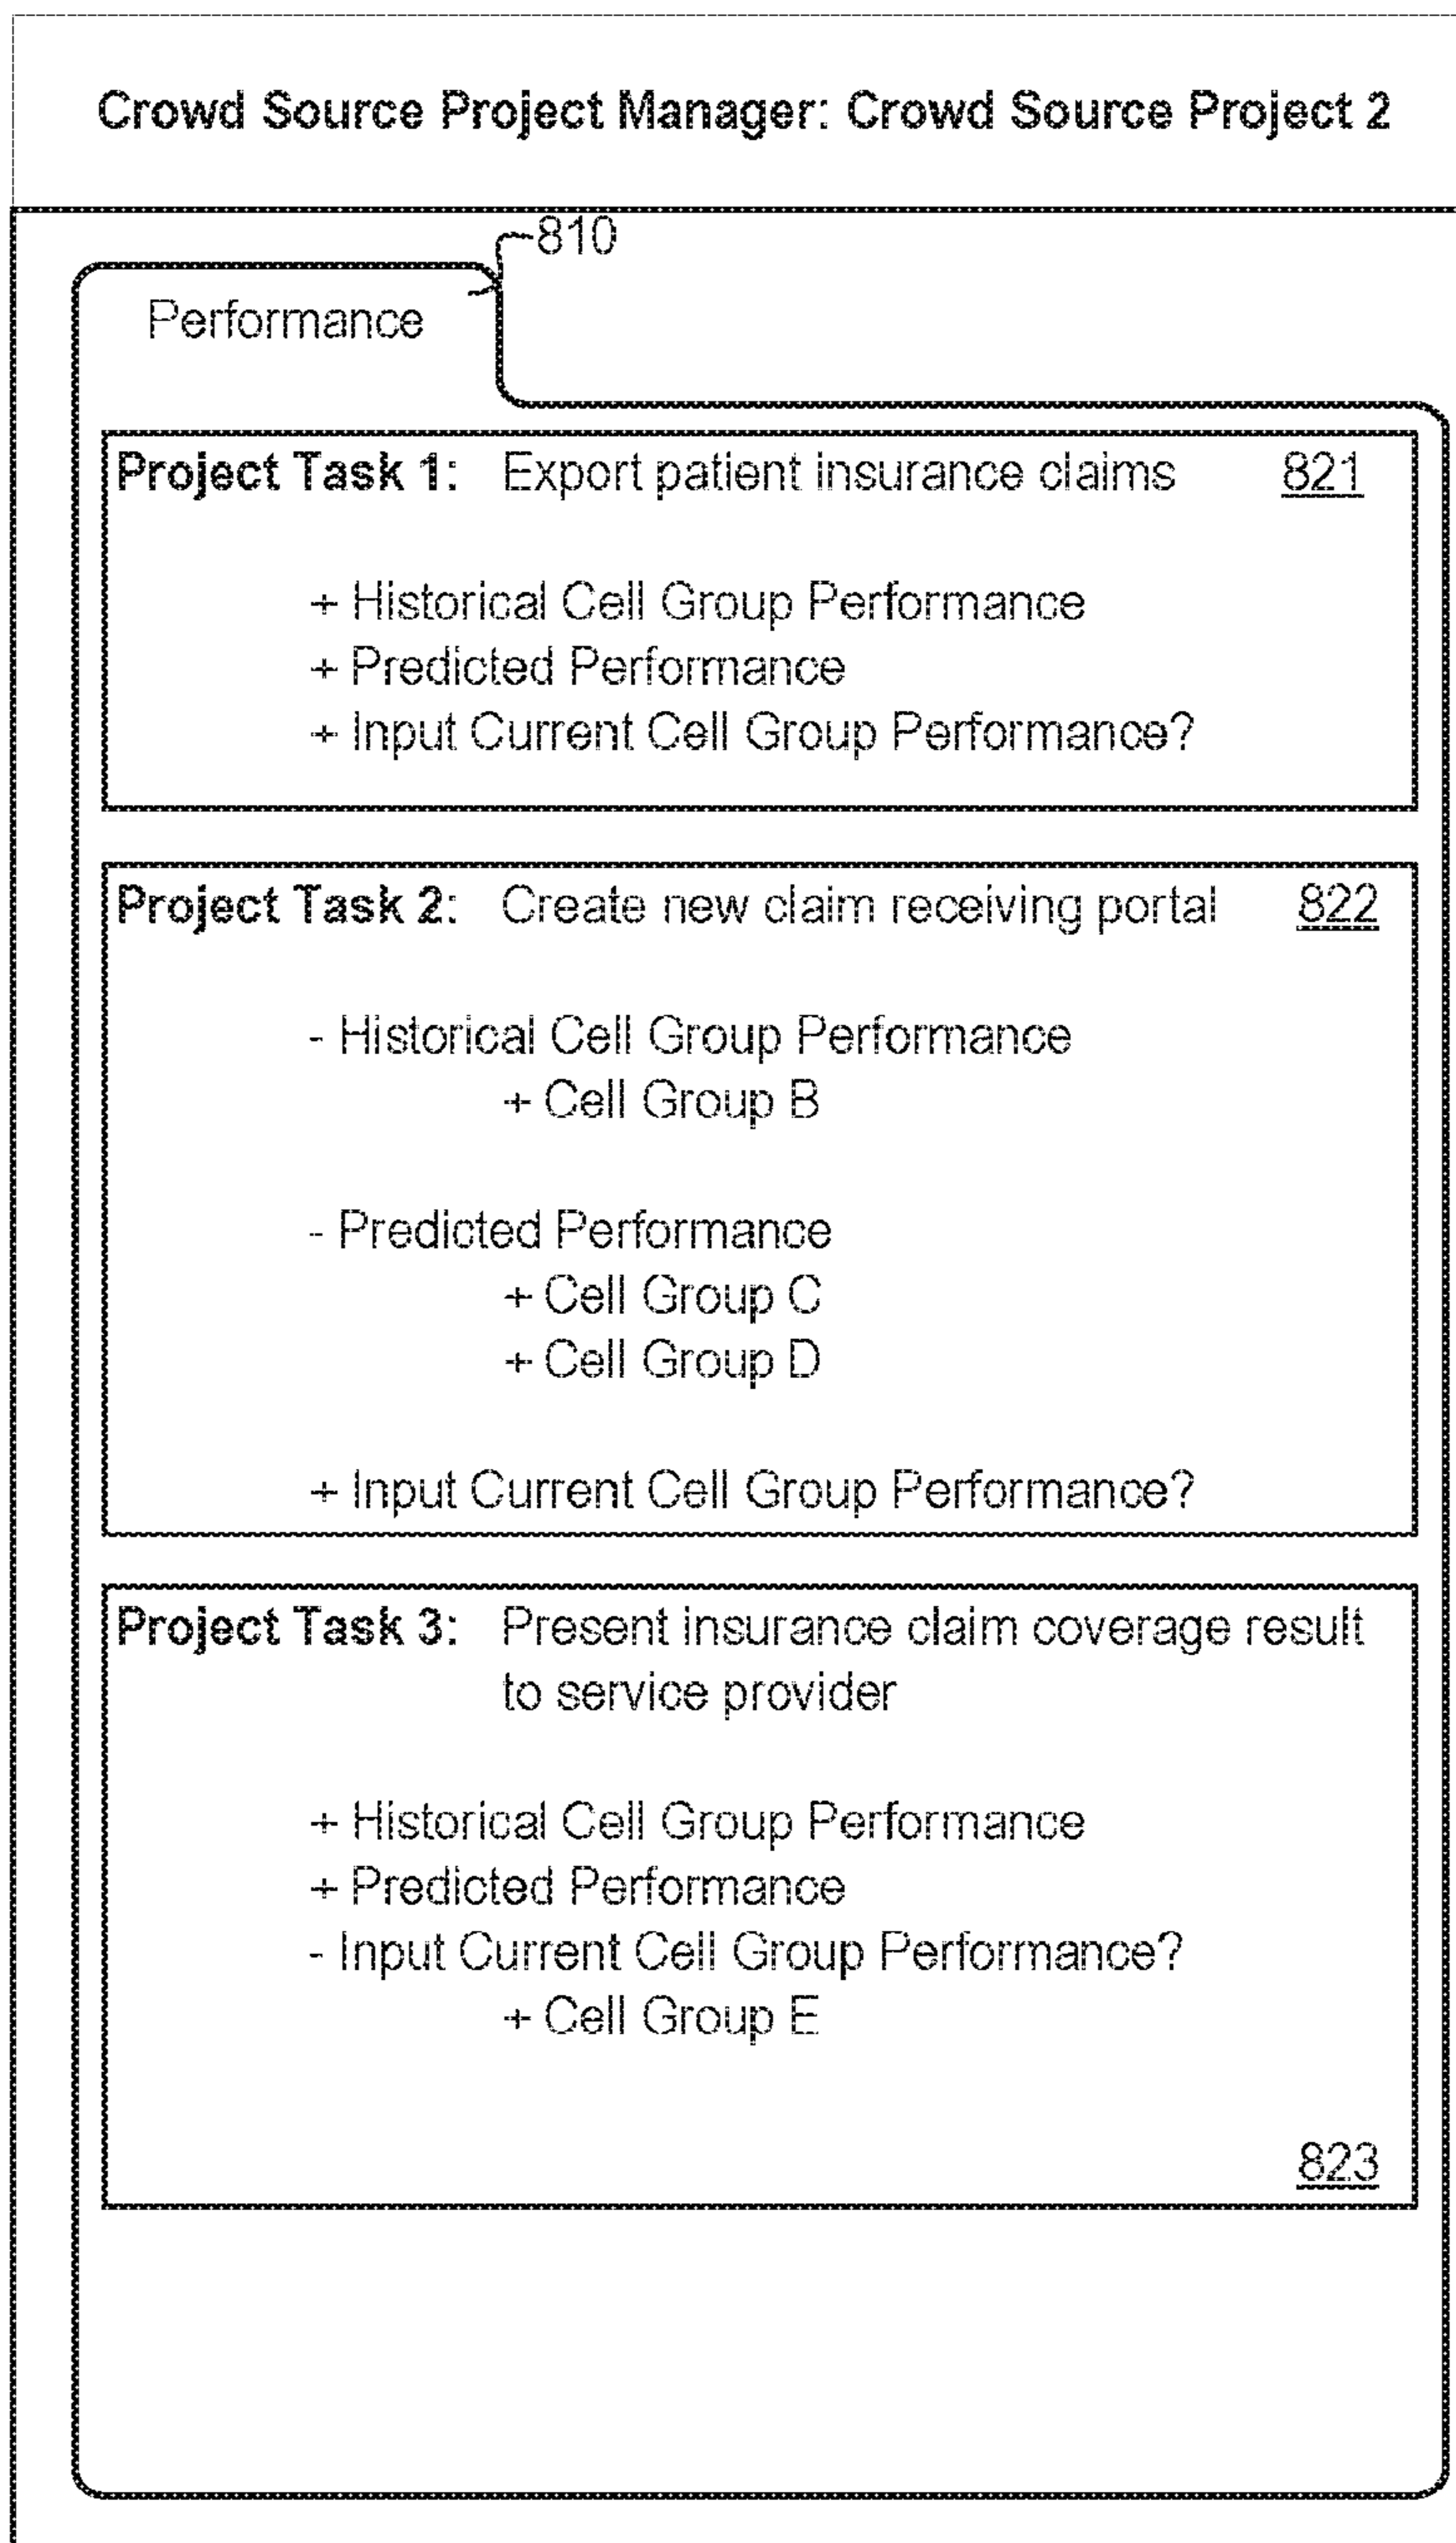 Crowd Source Project Manager: Crowd Source Project 2
810
Performance
Project Task 1: Export patient insurance claims 821
+ Historical Cell Group Performance
+ Predicted Performance
+ Input Current Cell Group Performance?
Project Task 2: Create new claim receiving portal 822
- Historical Cell Group Performance
+ Cell Group B
- Predicted Performance
+ Cell Group C
+ Cell Group D
+ Input Current Cell Group Performance?
Project Task 3: Present insurance claim coverage result
to service provider
+ Historical Cell Group Performance
+ Predicted Performance
- Input Current Cell Group Performance?
+ Cell Group E
823